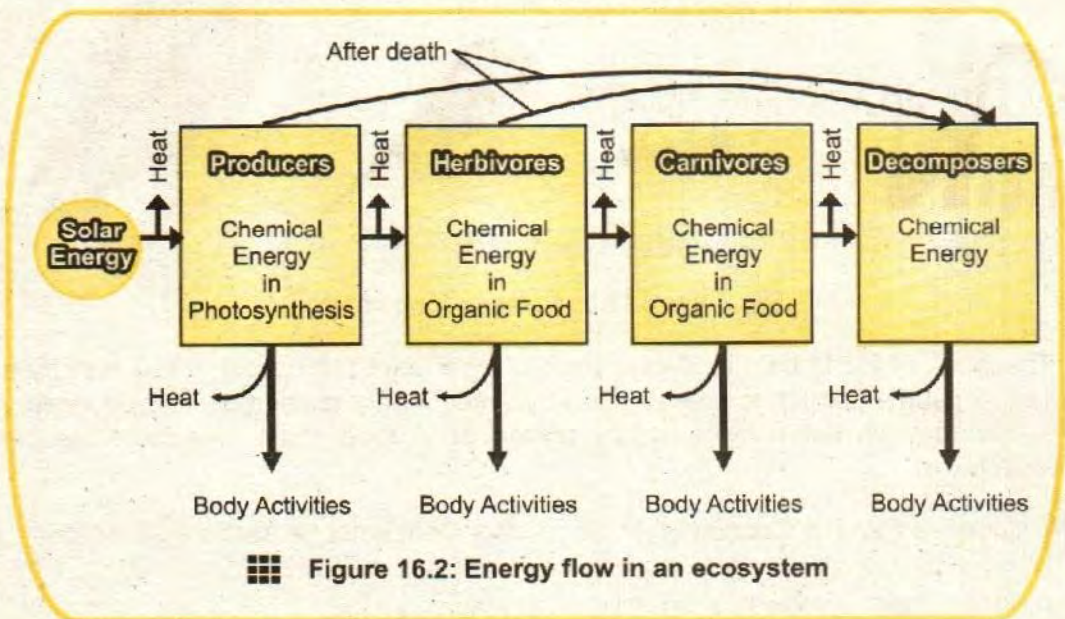 After death
Heat
Heat
Heat
Heat
Producers
Herbivores
Carnivores
Decomposers
Solar
Energy
Chemical
Energy
in
Photosynthesis
Chemical
Energy
in
Organic Food
Chemical
Energy
in
Organic Food
Chemical
Energy
Heat
Heat
Heat
Heat
Body Activities
Body Activities
Body Activities
Body Activities
Figure 16.2: Energy flow in an ecosystem